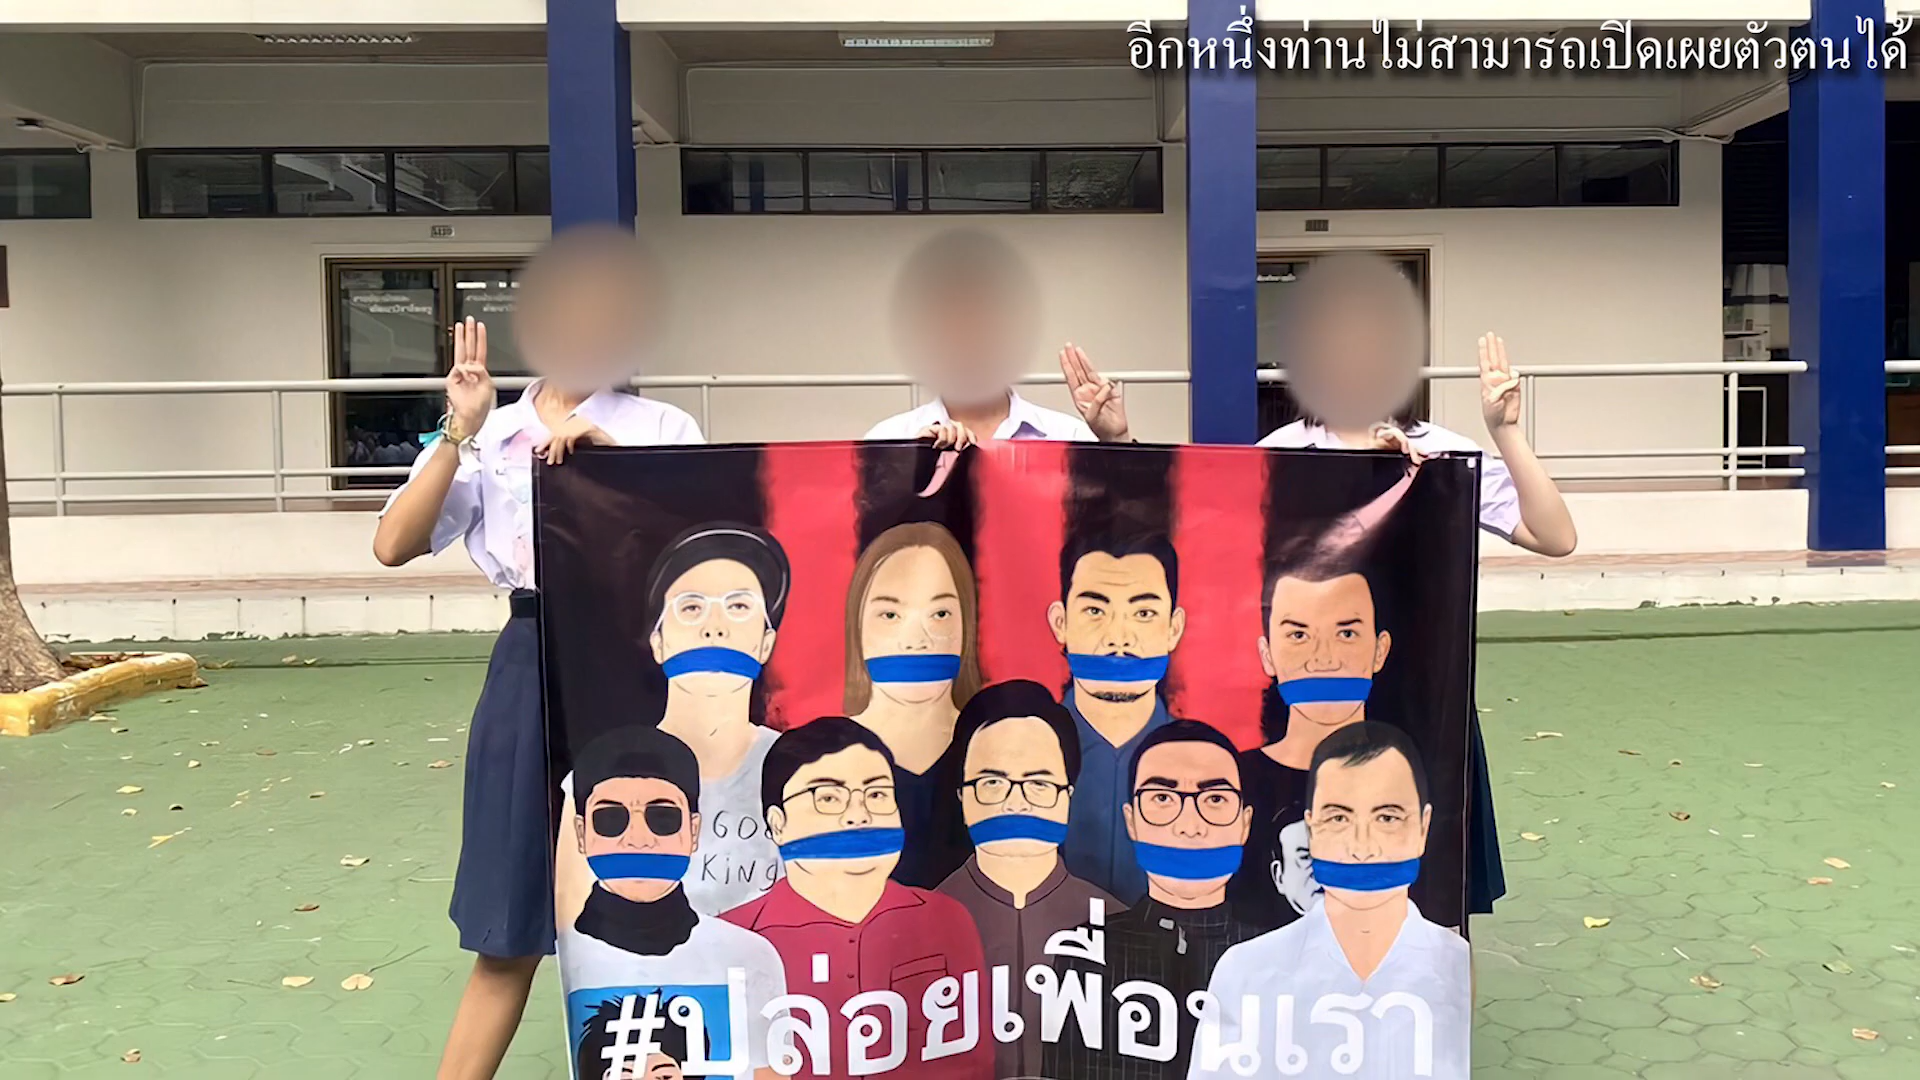 อีกหนึ่งท่านไม่สามารถเปิดเผยตัวตนได้
GOD
KiNg
#ปล่อยเพื่อนเรา